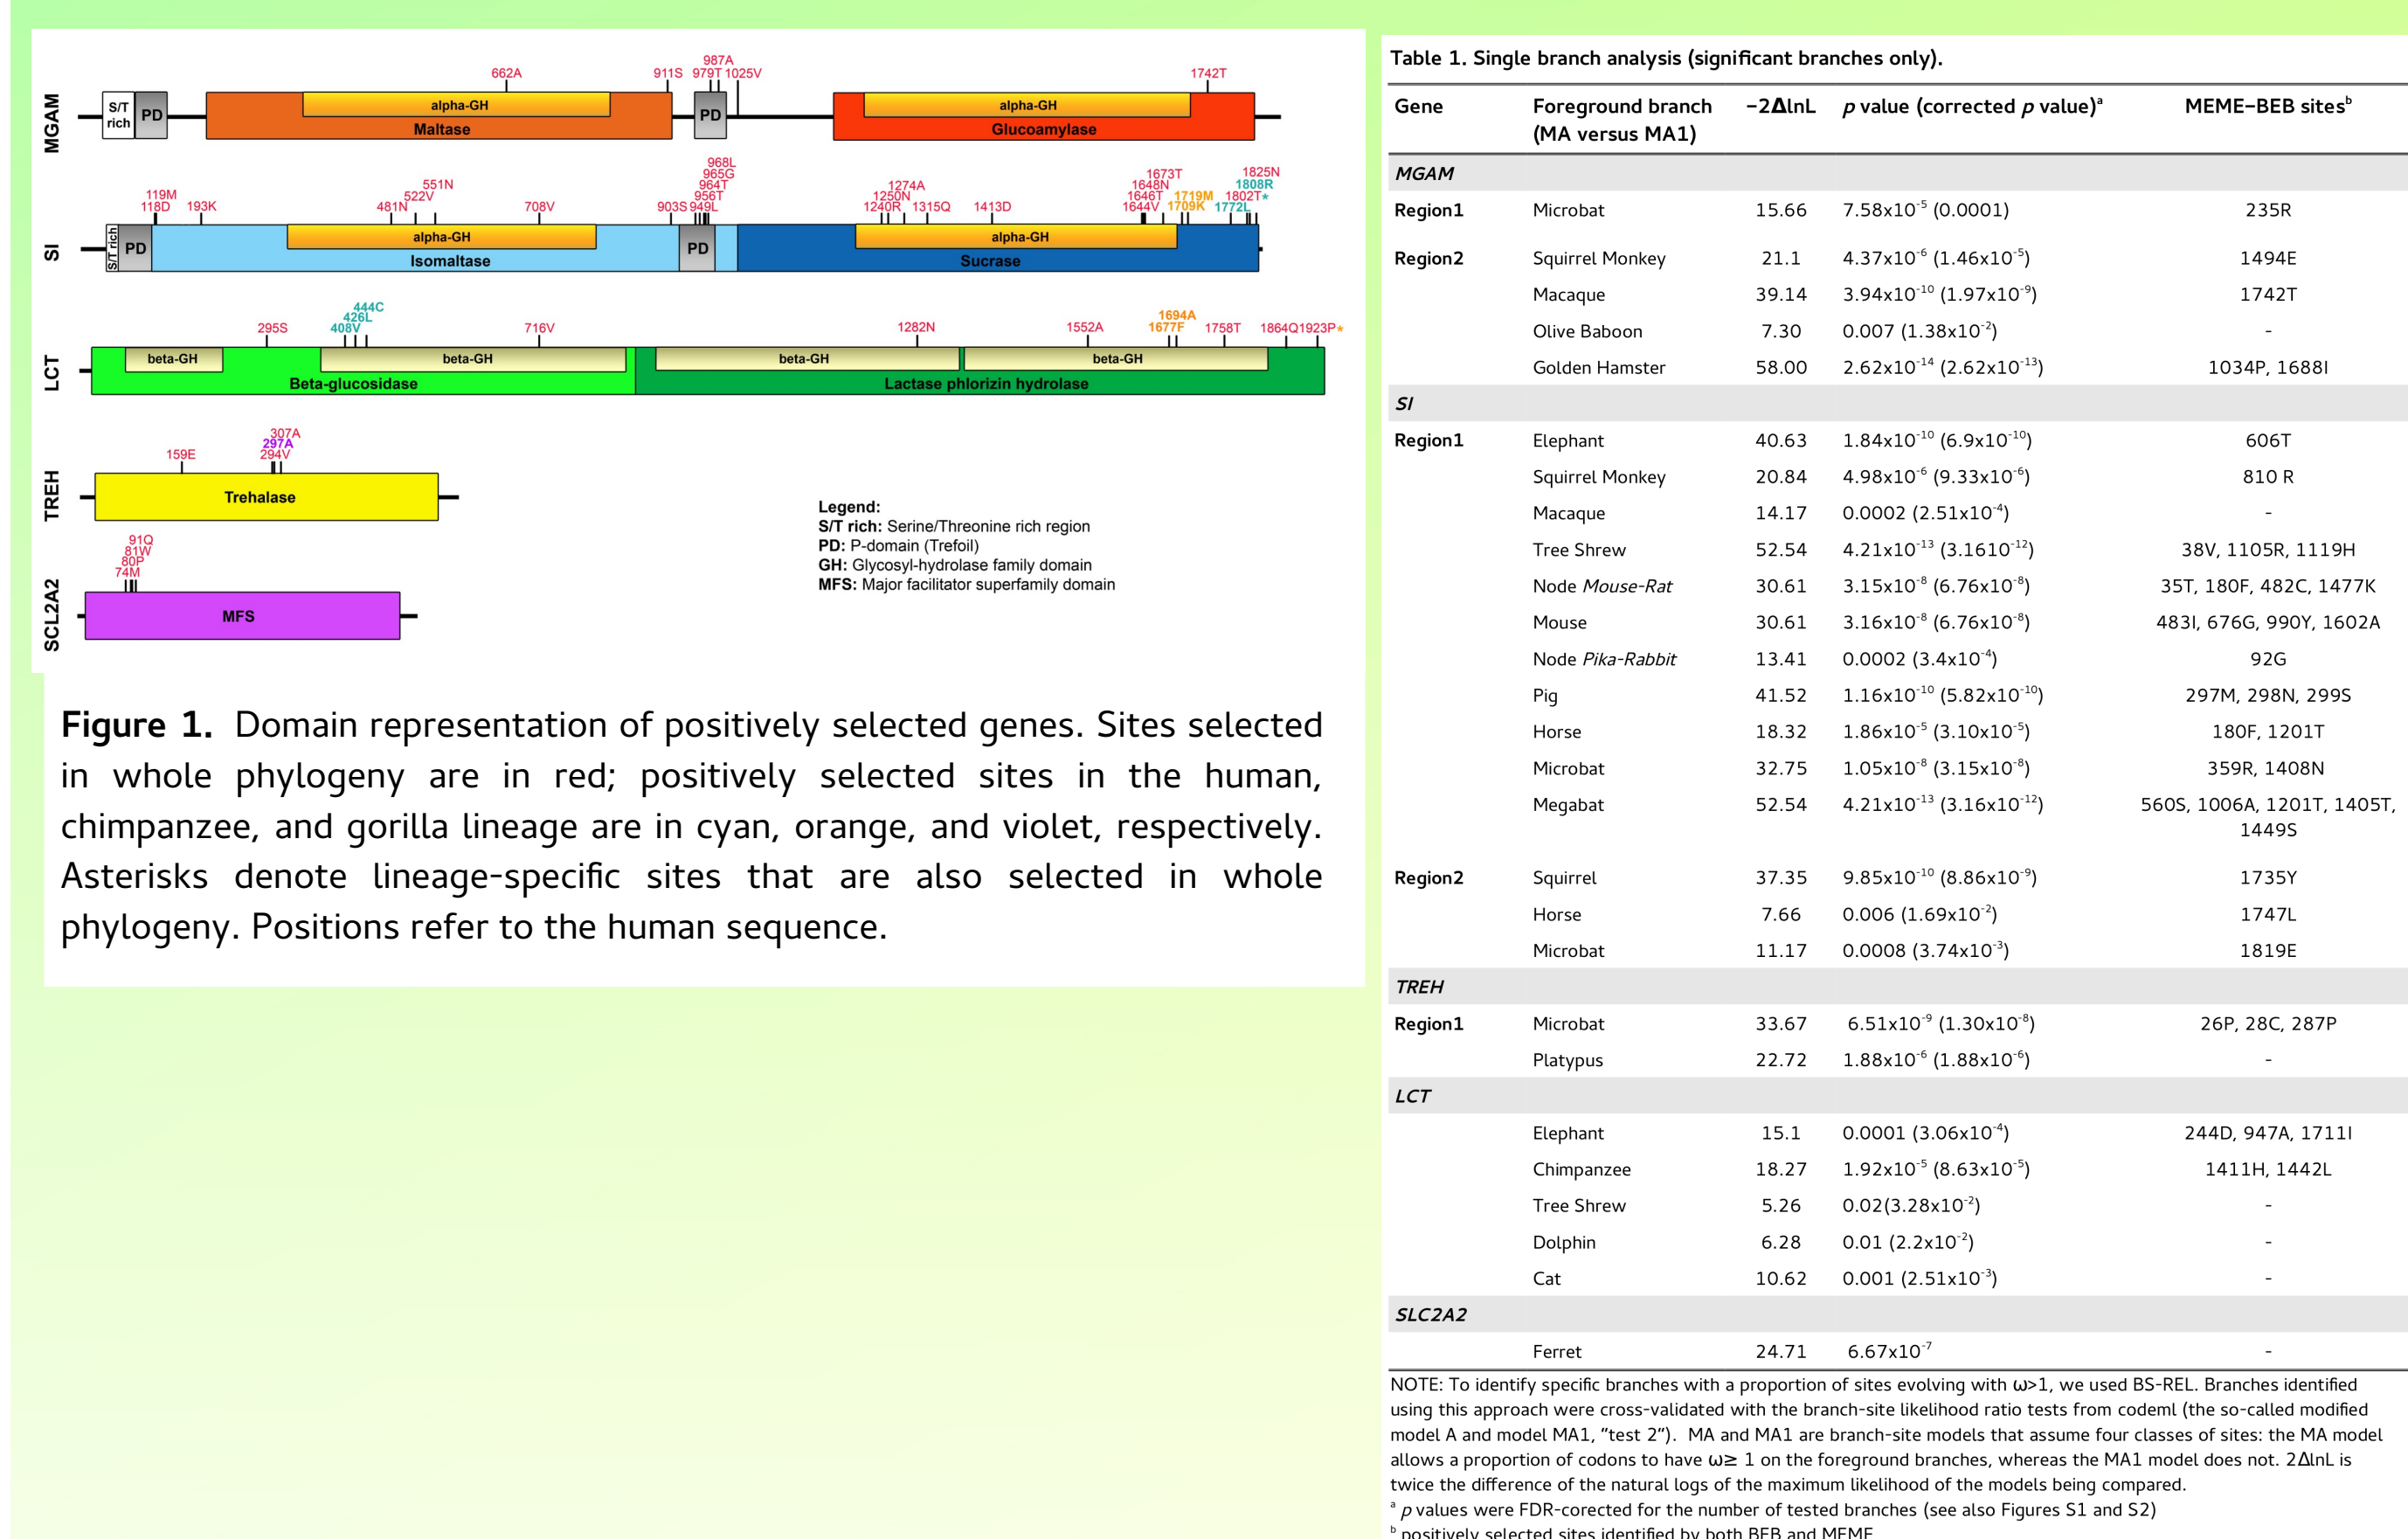 MGAM
662A
911S
987A
979T
1025V
1742T
S/T rich
PD
alpha-GH
Maltase
PD
alpha-GH
Glucoamylase
SI
119M
118D
193K
551N
522V
481N
708V
903S
968L
965G
964T
956T
949L
1274A
1250N
1240R
1315Q
1413D
1673T
1648N
1646T
1644V
1719M
1709K
1825N
1808R
1802T*
1772L
S/T rich
PD
alpha-GH
Isomaltase
PD
alpha-GH
Sucrase
LCT
295S
444C
426L
408V
716V
1282N
1552A
1694A
1677F
1758T
1864Q
1923P*
beta-GH
beta-GH
beta-GH
beta-GH
Beta-glucosidase
Lactase phlorizin hydrolase
TREH
159E
307A
297A
294V
Trehalase
SCL2A2
91Q
81W
80P
74M
MFS
Legend:
S/T rich: Serine/Threonine rich region
PD: P-domain (Trefoil)
GH: Glycosyl-hydrolase family domain
MFS: Major facilitator superfamily domain
Figure 1. Domain representation of positively selected genes. Sites selected
in whole phylogeny are in red; positively selected sites in the human,
chimpanzee, and gorilla lineage are in cyan, orange, and violet, respectively.
Asterisks denote lineage-specific sites that are also selected in whole
phylogeny. Positions refer to the human sequence.
Table 1. Single branch analysis (significant branches only).
Gene Foreground branch (MA versus MA1) −2ΔlnL p value (corrected p value)ᵃ MEME−BEB sitesᵇ
MGAM
Region1 Microbat 15.66 7.58x10⁻⁵ (0.0001) 235R
Region2 Squirrel Monkey 21.1 4.37x10⁻⁶ (1.46x10⁻⁵) 1494E
Macaque 39.14 3.94x10⁻¹⁰ (1.97x10⁻⁹) 1742T
Olive Baboon 7.30 0.007 (1.38x10⁻²) -
Golden Hamster 58.00 2.62x10⁻¹⁴ (2.62x10⁻¹³) 1034P, 1688I
SI
Region1 Elephant 40.63 1.84x10⁻¹⁰ (6.9x10⁻¹⁰) 606T
Squirrel Monkey 20.84 4.98x10⁻⁶ (9.33x10⁻⁶) 810 R
Macaque 14.17 0.0002 (2.51x10⁻⁴) -
Tree Shrew 52.54 4.21x10⁻¹³ (3.1610⁻¹²) 38V, 1105R, 1119H
Node Mouse-Rat 30.61 3.15x10⁻⁸ (6.76x10⁻⁸) 35T, 180F, 482C, 1477K
Mouse 30.61 3.16x10⁻⁸ (6.76x10⁻⁸) 483I, 676G, 990Y, 1602A
Node Pika-Rabbit 13.41 0.0002 (3.4x10⁻⁴) 92G
Pig 41.52 1.16x10⁻¹⁰ (5.82x10⁻¹⁰) 297M, 298N, 299S
Horse 18.32 1.86x10⁻⁵ (3.10x10⁻⁵) 180F, 1201T
Microbat 32.75 1.05x10⁻⁸ (3.15x10⁻⁸) 359R, 1408N
Megabat 52.54 4.21x10⁻¹³ (3.16x10⁻¹²) 560S, 1006A, 1201T, 1405T,
1449S
Region2 Squirrel 37.35 9.85x10⁻¹⁰ (8.86x10⁻⁹) 1735Y
Horse 7.66 0.006 (1.69x10⁻²) 1747L
Microbat 11.17 0.0008 (3.74x10⁻³) 1819E
TREH
Region1 Microbat 33.67 6.51x10⁻⁹ (1.30x10⁻⁸) 26P, 28C, 287P
Platypus 22.72 1.88x10⁻⁶ (1.88x10⁻⁶) -
LCT
Elephant 15.1 0.0001 (3.06x10⁻⁴) 244D, 947A, 1711I
Chimpanzee 18.27 1.92x10⁻⁵ (8.63x10⁻⁵) 1411H, 1442L
Tree Shrew 5.26 0.02(3.28x10⁻²) -
Dolphin 6.28 0.01 (2.2x10⁻²) -
Cat 10.62 0.001 (2.51x10⁻³) -
SLC2A2
Ferret 24.71 6.67x10⁻⁷ -
NOTE: To identify specific branches with a proportion of sites evolving with ω>1, we used BS-REL. Branches identified
using this approach were cross-validated with the branch-site likelihood ratio tests from codeml (the so-called modified
model A and model MA1, "test 2"). MA and MA1 are branch-site models that assume four classes of sites: the MA model
allows a proportion of codons to have ω≥ 1 on the foreground branches, whereas the MA1 model does not. 2ΔlnL is
twice the difference of the natural logs of the maximum likelihood of the models being compared.
ᵃ p values were FDR-corected for the number of tested branches (see also Figures S1 and S2)
ᵇ positively selected sites identified by both BEB and MEME